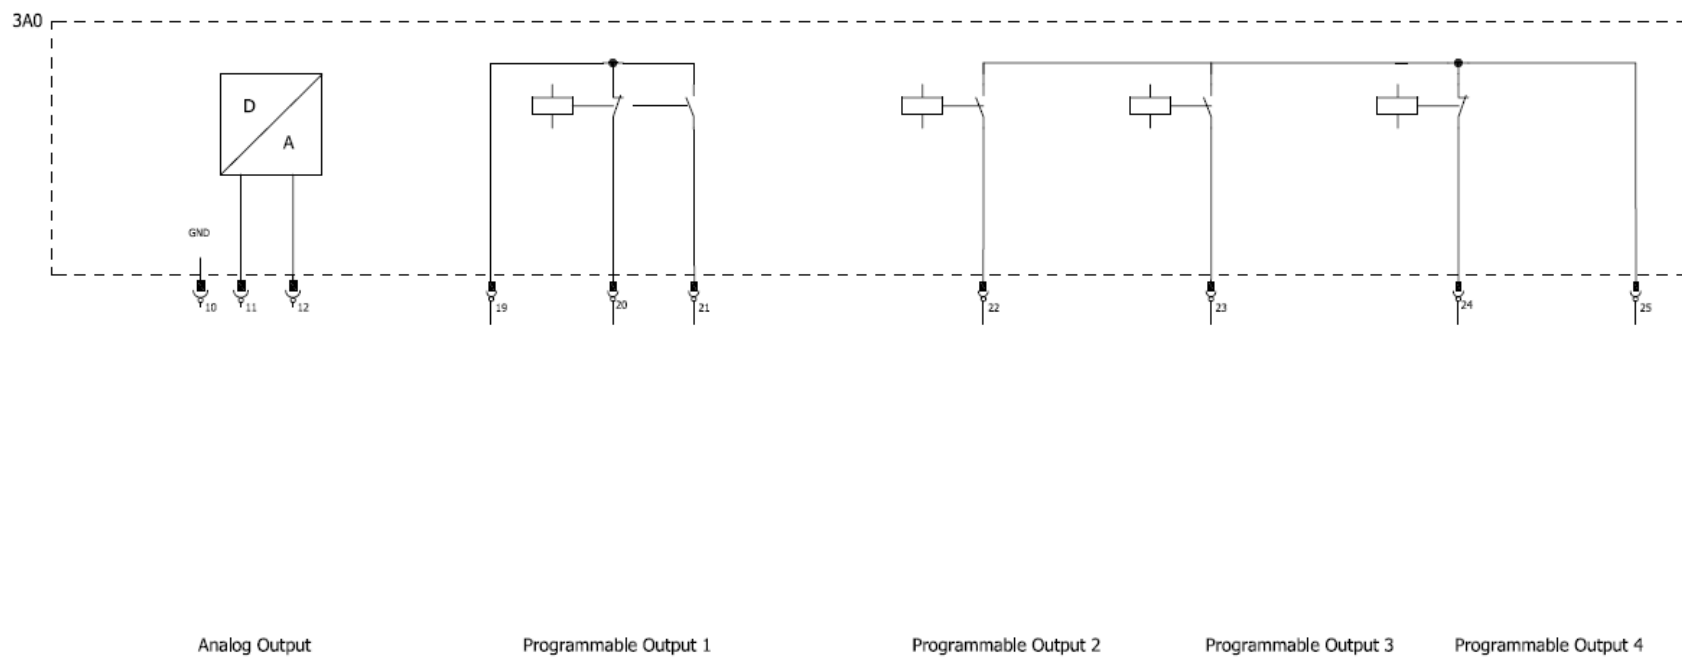 3A0
D
A
GND
10 11 12 19 20 21 22 23 24 25
Analog Output Programmable Output 1 Programmable Output 2 Programmable Output 3 Programmable Output 4